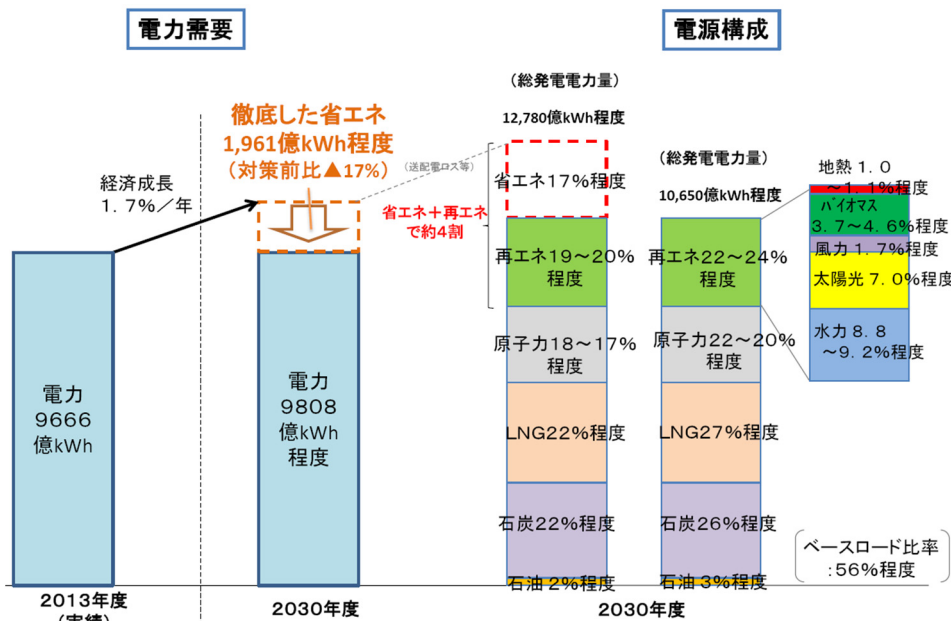 電力需要
電源構成
徹底した省エネ
1,961億kWh程度
(対策前比▲17%)
経済成長
1.7%/年
電力
9666
億kWh
電力
9808
億kWh
程度
2013年度
(実績)
2030年度
(総発電電力量)
12,780億kWh程度
(送配電ロス等)
省エネ+再エネ
で約4割
省エネ17%程度
再エネ19~20%
程度
原子力18~17%
程度
LNG22%程度
石炭22%程度
石油 2%程度
(総発電電力量)
10,650億kWh程度
再エネ22~24%
程度
原子力22~20%
程度
LNG27%程度
石炭26%程度
石油 3%程度
2030年度
地熱 1.0
~1.1%程度
バイオマス
3.7~4.6%程度
風力 1.7%程度
太陽光 7.0%程度
水力 8.8
~9.2%程度
ベースロード比率
:56%程度